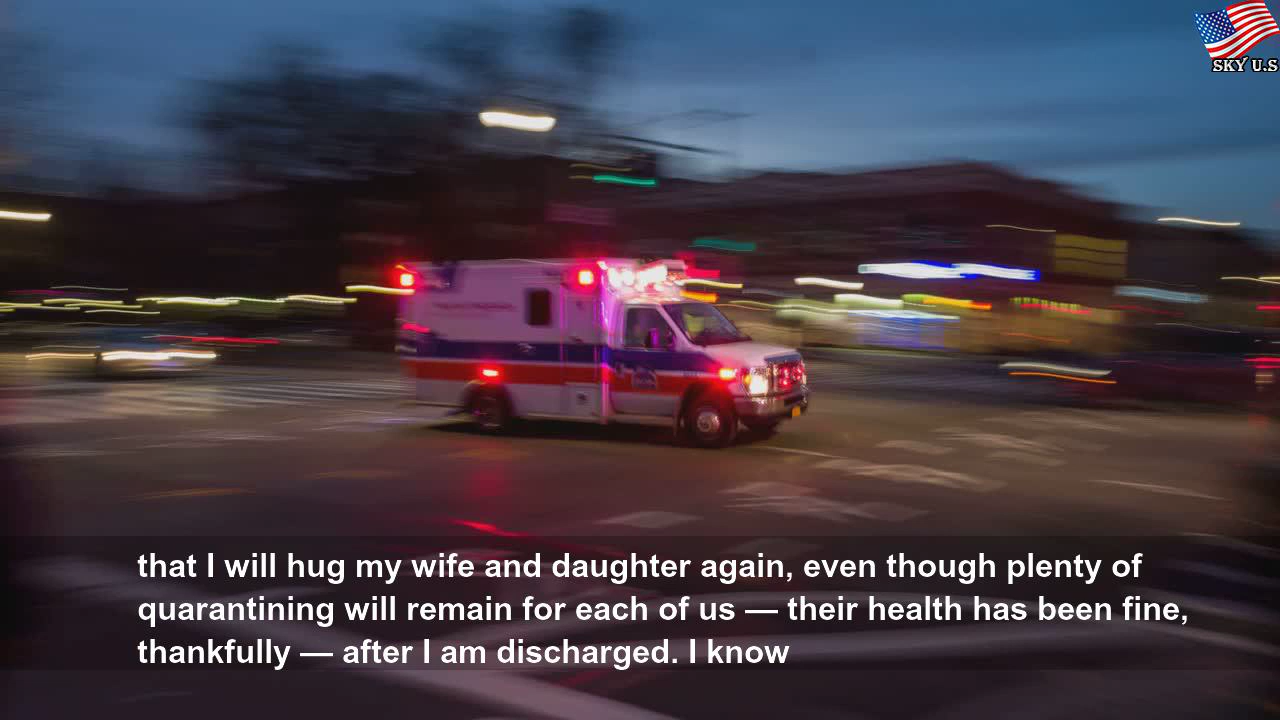 SKY U.S
that I will hug my wife and daughter again, even though plenty of
quarantining will remain for each of us — their health has been fine,
thankfully — after I am discharged. I know